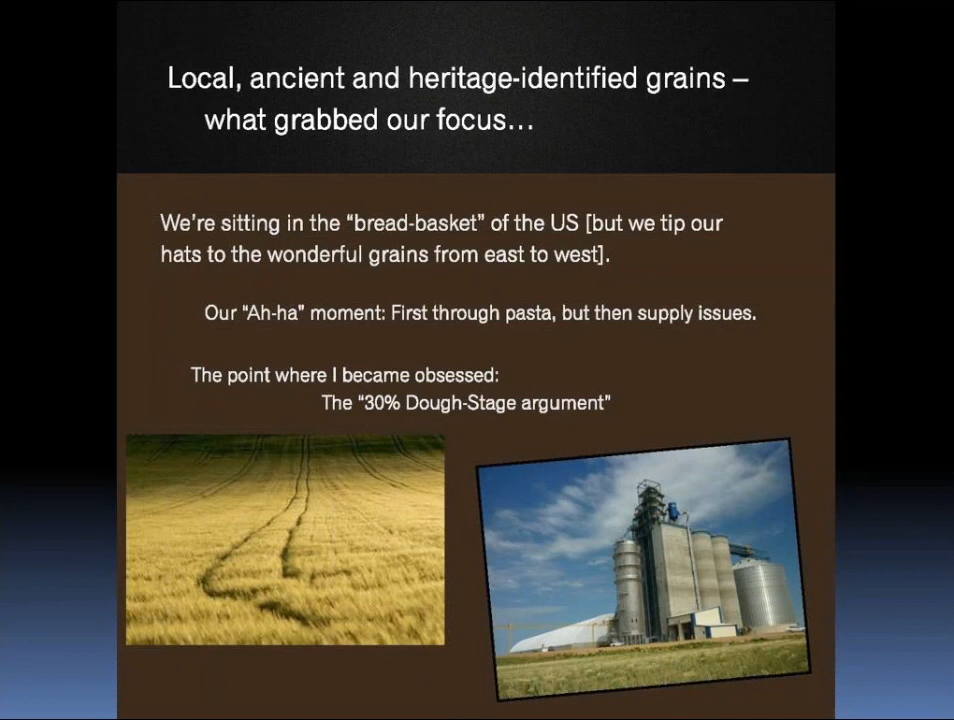 Local, ancient and heritage-identified grains –
what grabbed our focus…
We’re sitting in the “bread-basket” of the US [but we tip our
hats to the wonderful grains from east to west].
Our “Ah-ha” moment: First through pasta, but then supply issues.
The point where I became obsessed:
The “30% Dough-Stage argument”